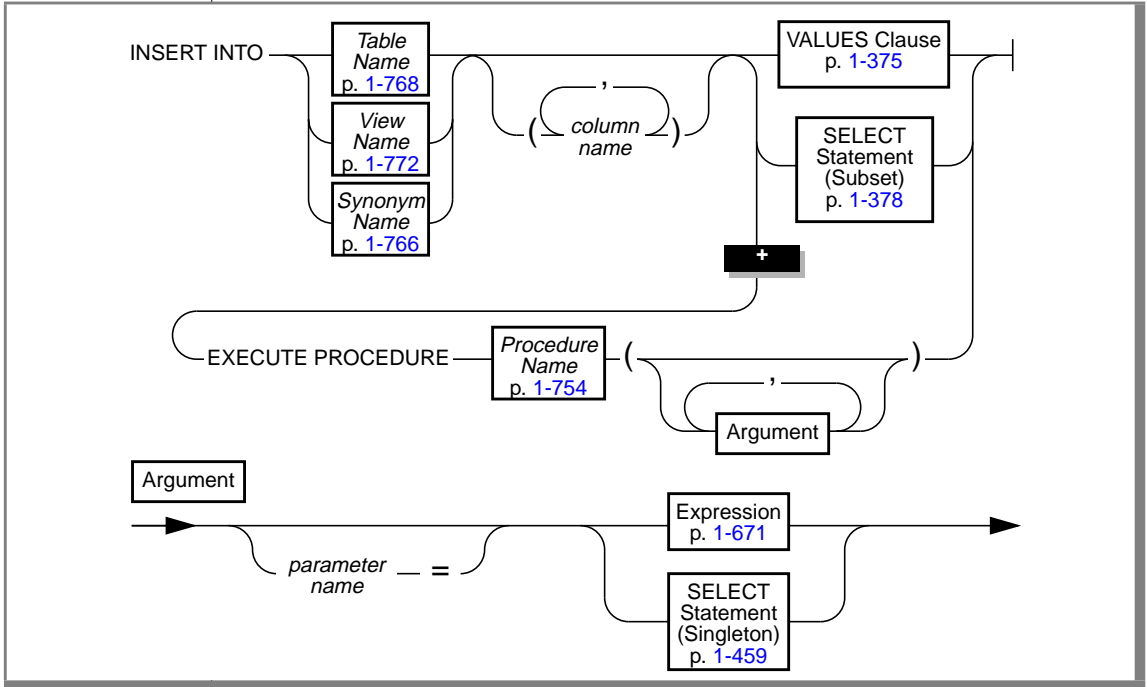 INSERT INTO
Table
Name
p. 1-768
View
Name
p. 1-772
Synonym
Name
p. 1-766
,
( column
name )
VALUES Clause
p. 1-375
SELECT
Statement
(Subset)
p. 1-378
+
EXECUTE PROCEDURE
Procedure
Name
p. 1-754
( )
,
Argument
Argument
parameter
name
=
Expression
p. 1-671
SELECT
Statement
(Singleton)
p. 1-459